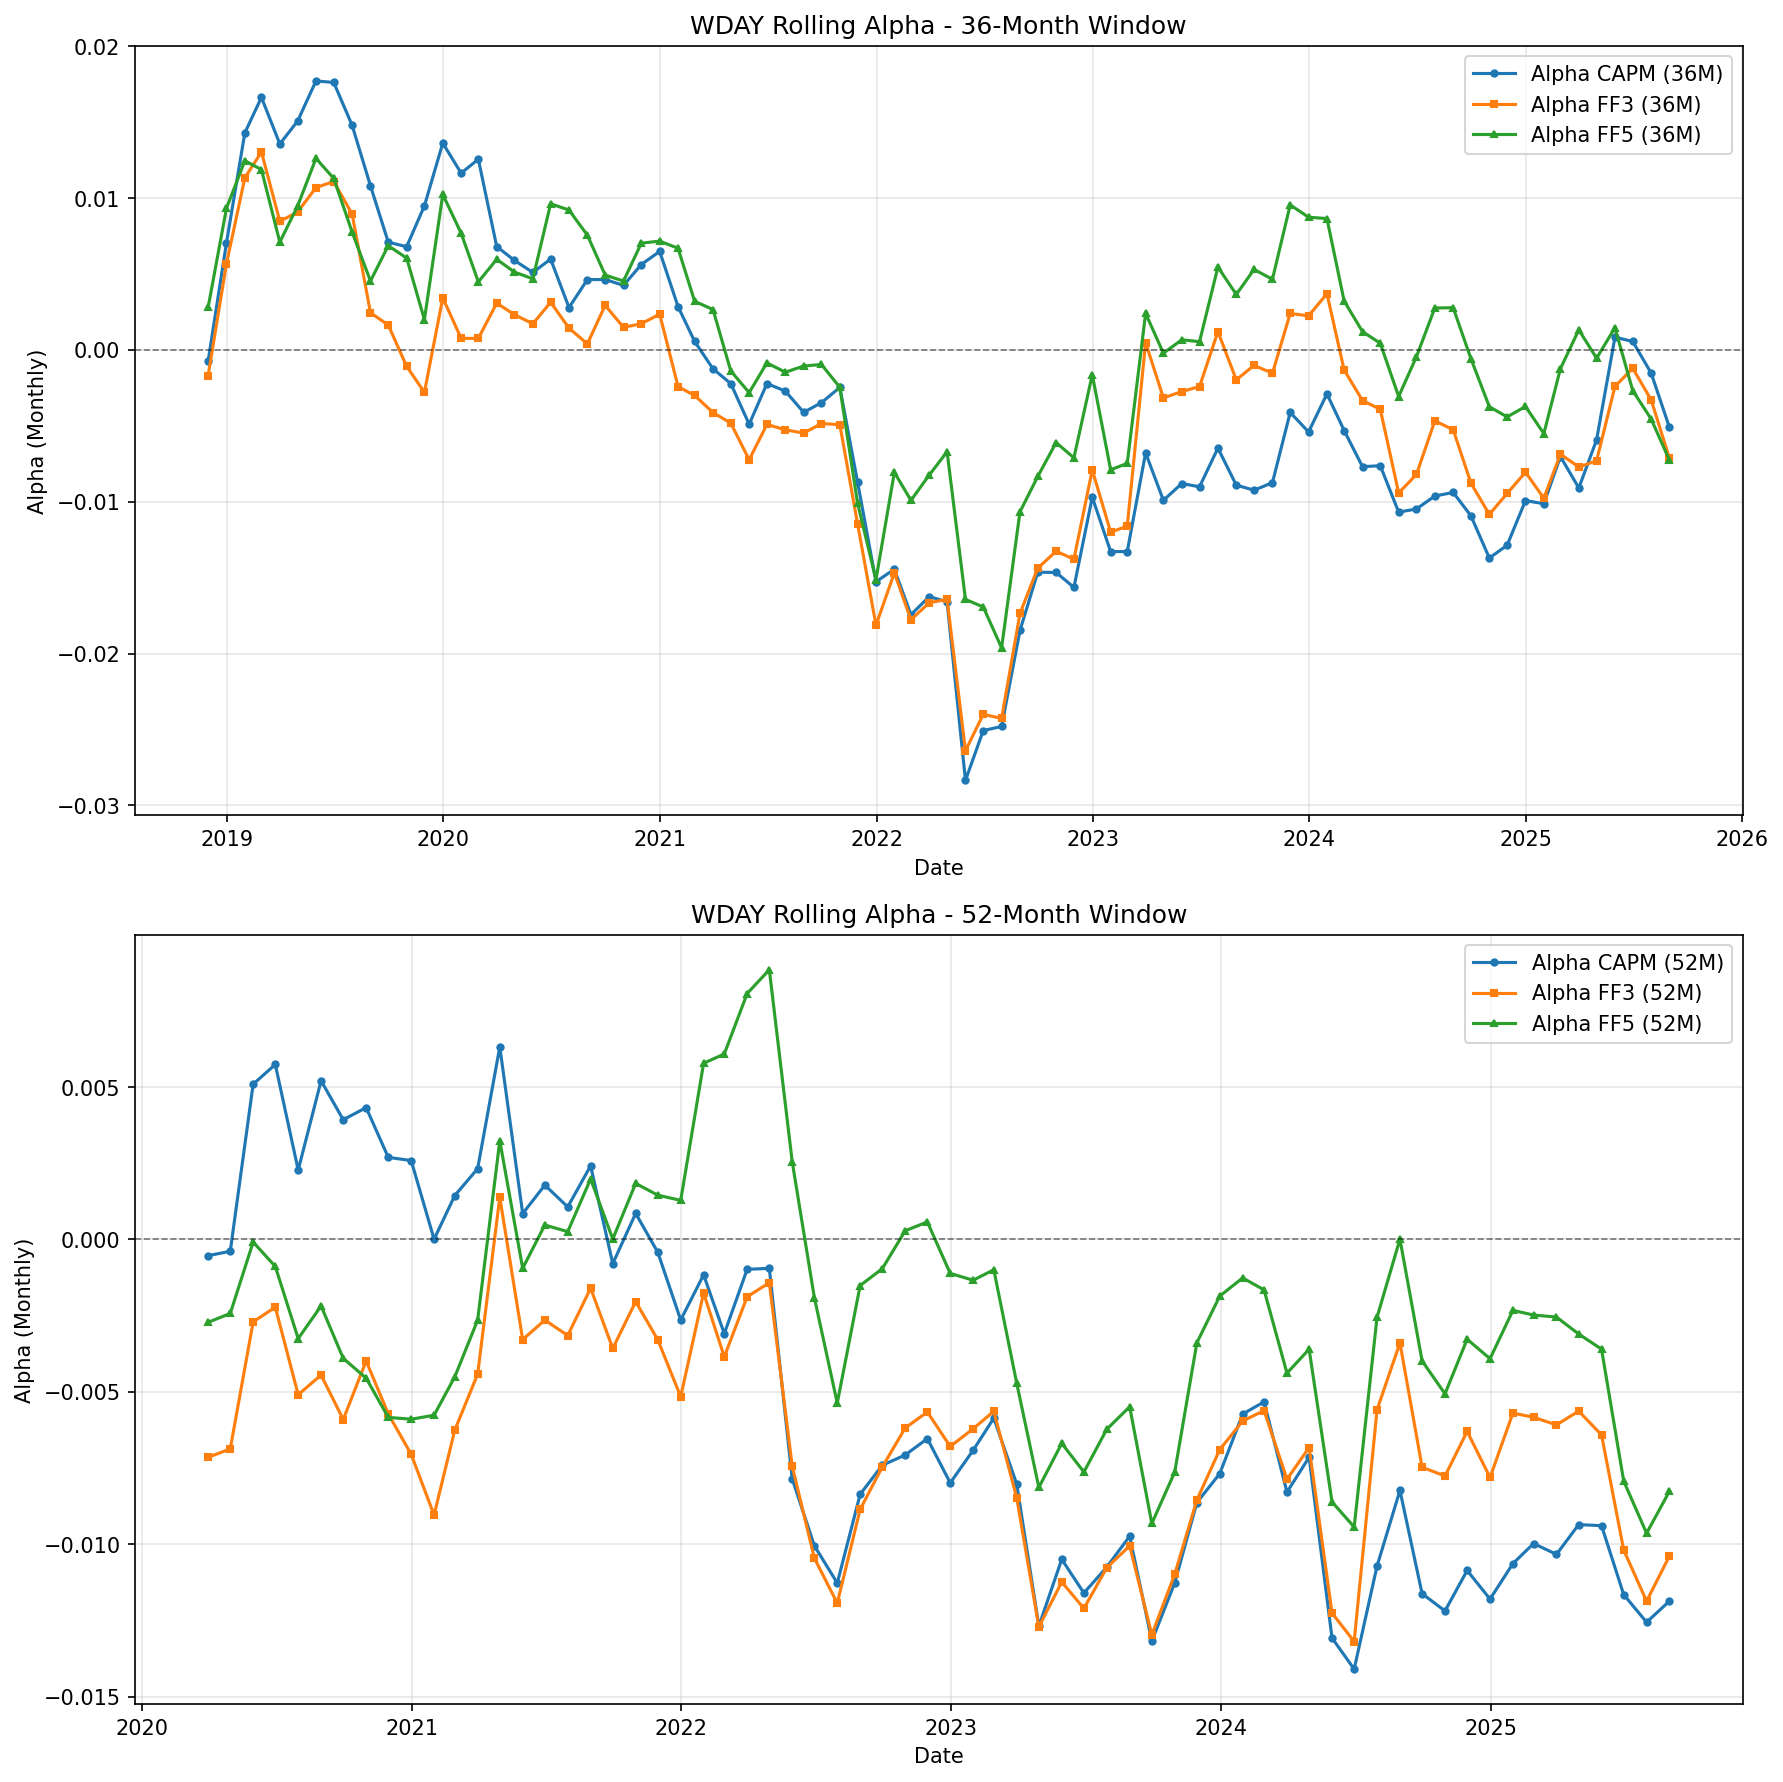 WDAY Rolling Alpha - 36-Month Window
Alpha CAPM (36M)
Alpha FF3 (36M)
Alpha FF5 (36M)
Alpha (Monthly)
0.02
0.01
0.00
−0.01
−0.02
−0.03
2019 2020 2021 2022 2023 2024 2025 2026
Date
WDAY Rolling Alpha - 52-Month Window
Alpha CAPM (52M)
Alpha FF3 (52M)
Alpha FF5 (52M)
Alpha (Monthly)
0.005
0.000
−0.005
−0.010
−0.015
2020 2021 2022 2023 2024 2025
Date